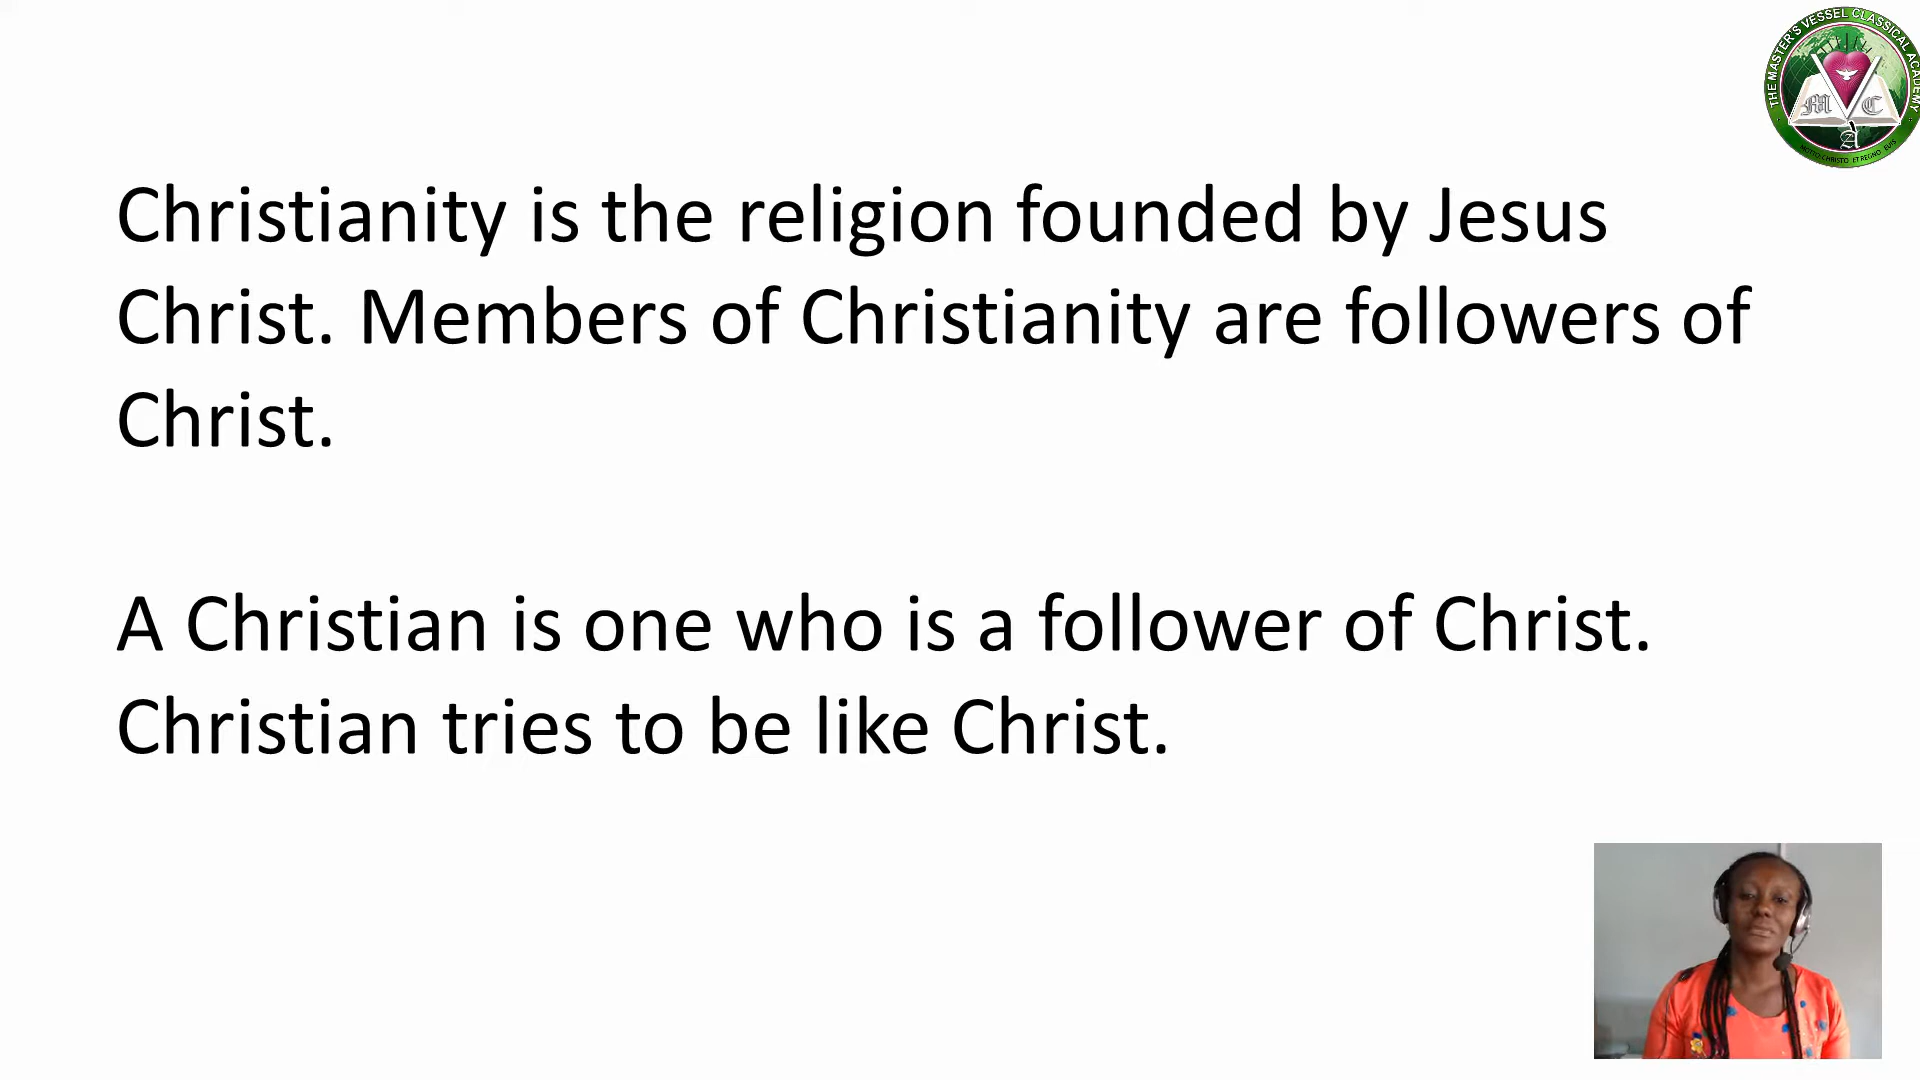 THE MASTER'S VESSEL CLASSICAL ACADEMY
M C
A
Christianity is the religion founded by Jesus
Christ. Members of Christianity are followers of
Christ.
A Christian is one who is a follower of Christ.
Christian tries to be like Christ.